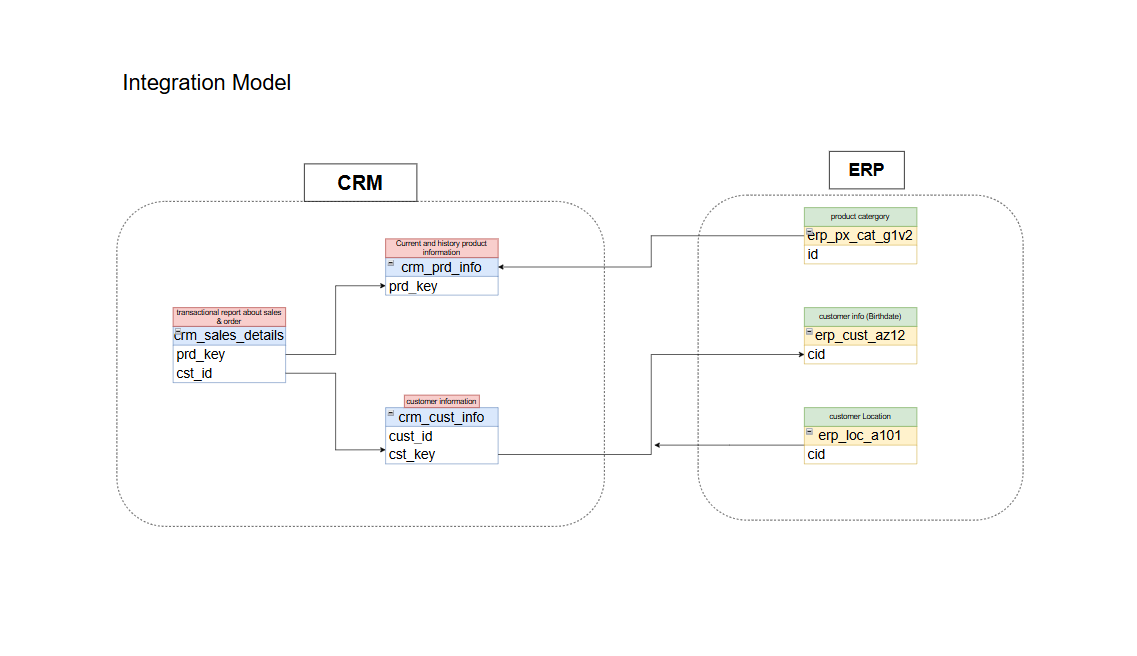 Integration Model
CRM
ERP
Current and history product
information
crm_prd_info
prd_key
transactional report about sales
& order
crm_sales_details
prd_key
cst_id
customer information
crm_cust_info
cust_id
cst_key
product catergory
erp_px_cat_g1v2
id
customer info (Birthdate)
erp_cust_az12
cid
customer Location
erp_loc_a101
cid